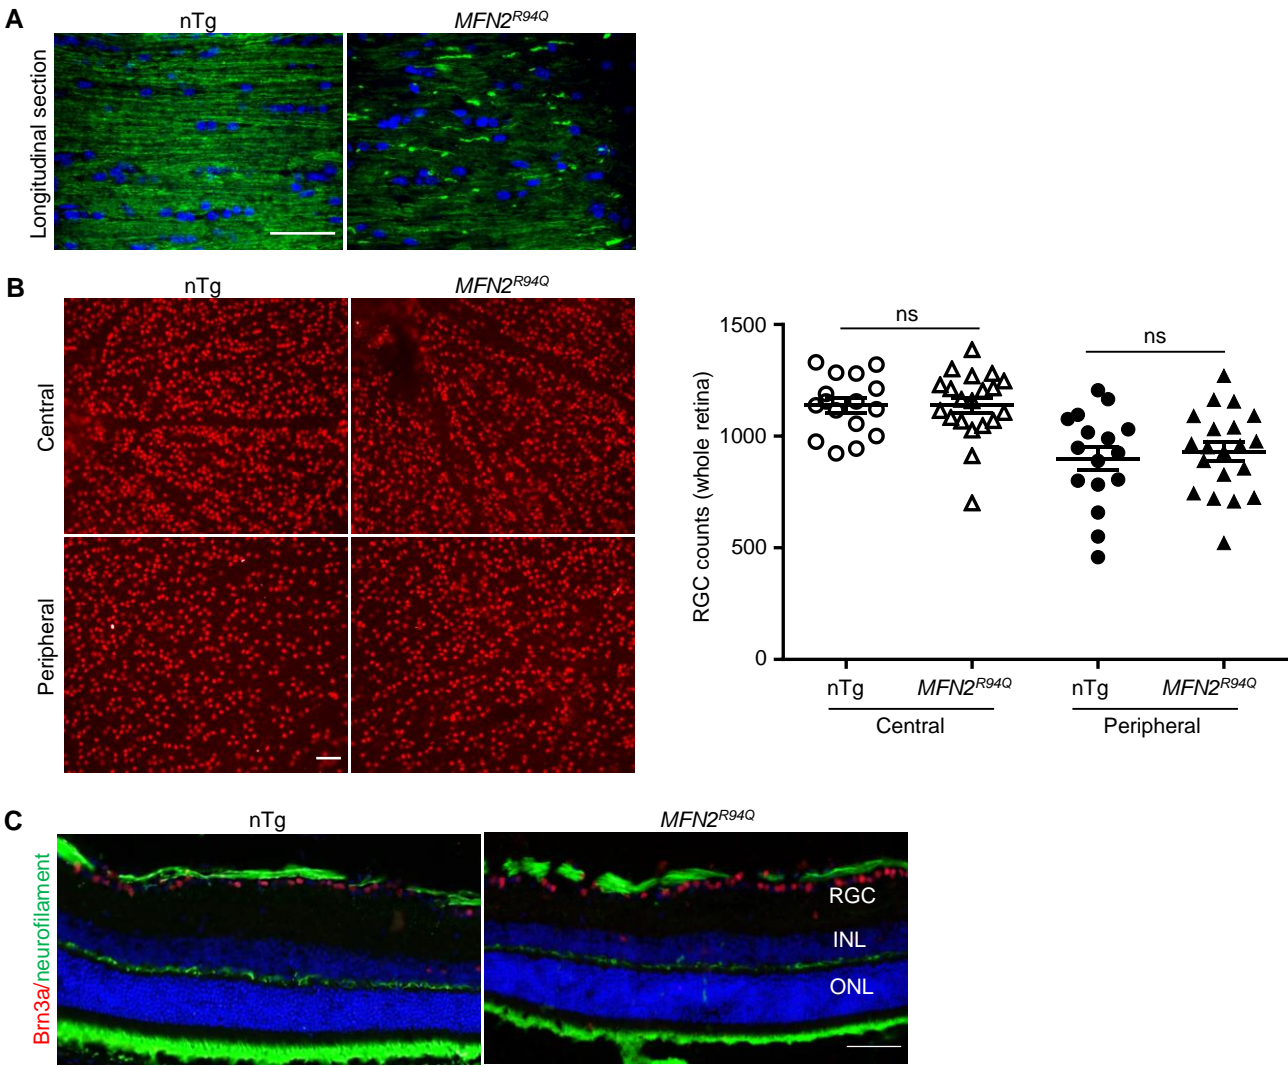 A
nTg
MFN2R94Q
Longitudinal section
B
nTg
MFN2R94Q
Central
Peripheral
RGC counts (whole retina)
1500
1000
500
0
ns
ns
nTg
MFN2R94Q
nTg
MFN2R94Q
Central
Peripheral
C
nTg
MFN2R94Q
Brn3a/neurofilament
RGC
INL
ONL